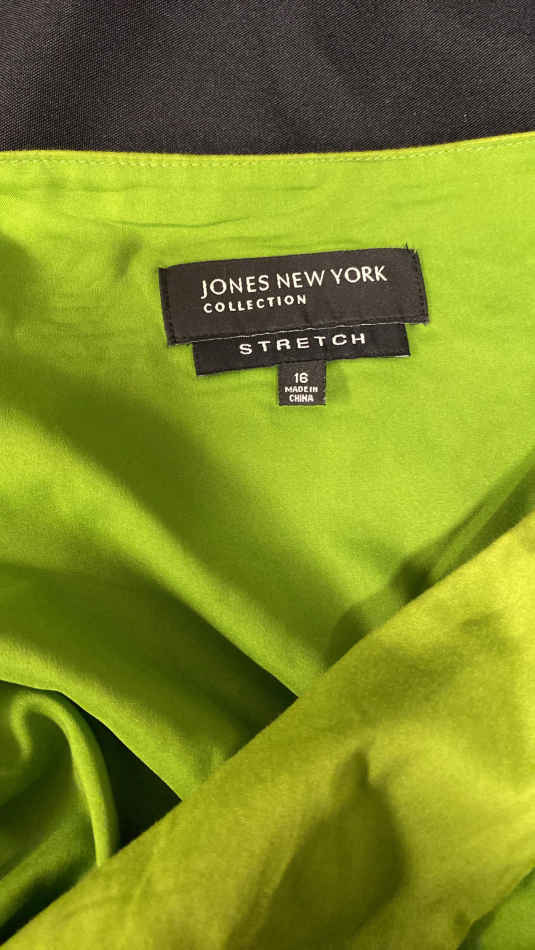 JONES NEW YORK
COLLECTION
STRETCH
16
MADE IN
CHINA